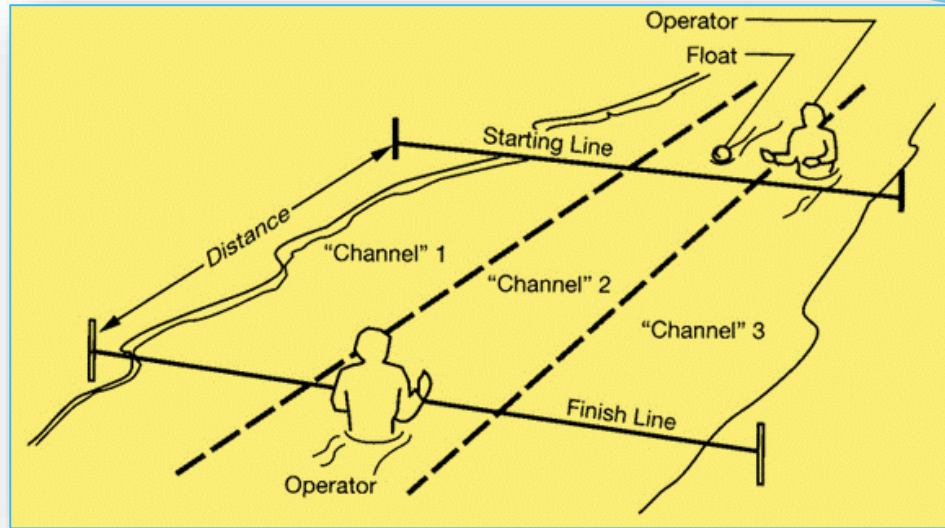 Operator
Float
Starting Line
Distance
“Channel” 1
“Channel” 2
“Channel” 3
Finish Line
Operator